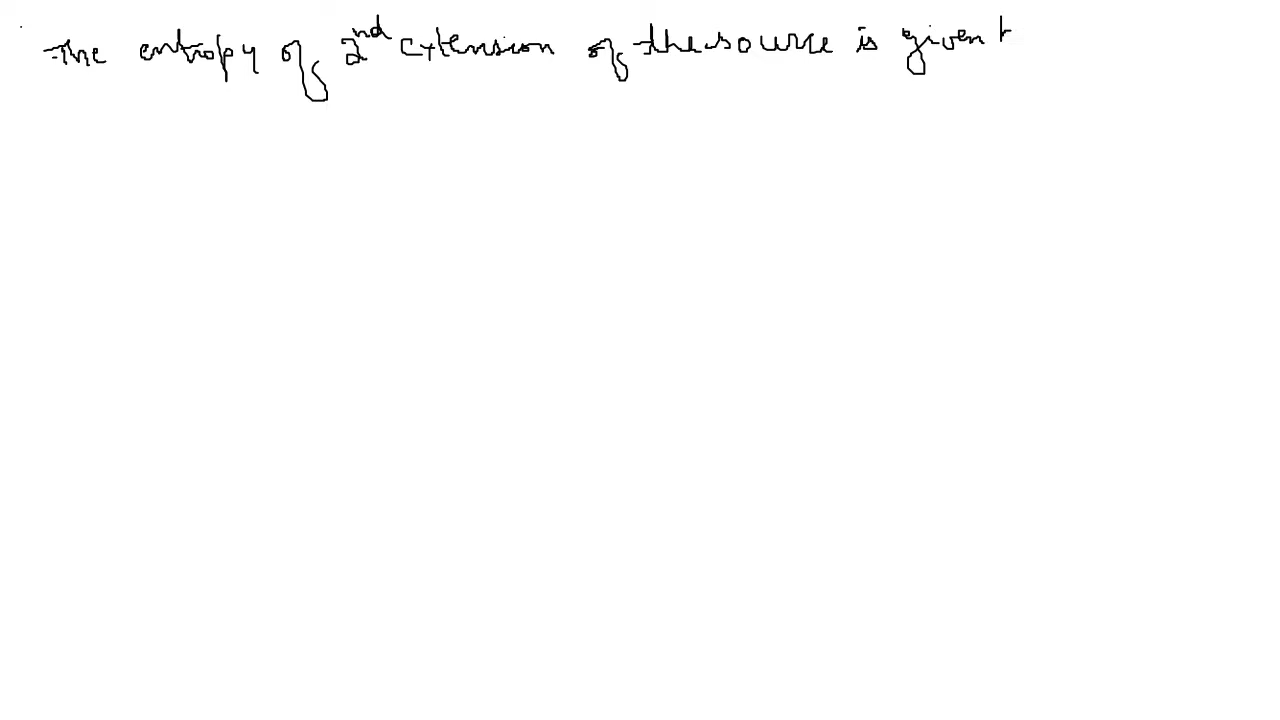 The entropy of 2nd extension of the source is given